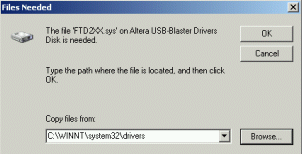 Files Needed
The file 'FTD2XX.sys' on Altera USB-Blaster Drivers
Disk is needed.
OK
Cancel
Type the path where the file is located, and then click
OK.
Copy files from:
C:\WINNT\system32\drivers
Browse...